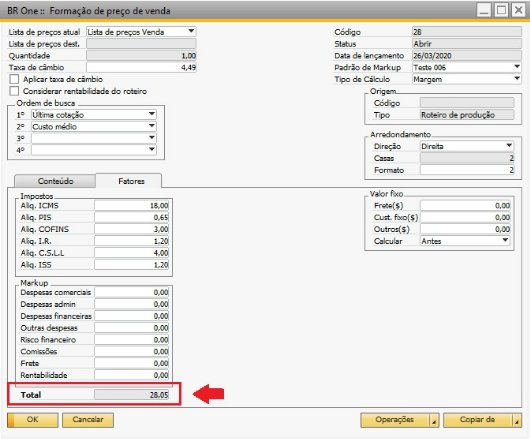 BR One :: Formação de preço de venda
Lista de preços atual Lista de preços Venda
Lista de preços dest.
Quantidade 1,00
Taxa de câmbio 4,49
Aplicar taxa de câmbio
Considerar rentabilidade do roteiro
Ordem de busca
1º Última cotação
2º Custo médio
3º
4º
Código 28
Status Abrir
Data de lançamento 26/03/2020
Padrão de Markup Teste 006
Tipo de Cálculo Margem
Origem
Código
Tipo Roteiro de produção
Arredondamento
Direção Direita
Casas 2
Formato 2
Conteúdo Fatores
Impostos
Aliq. ICMS 18,00
Aliq. PIS 0,65
Aliq. COFINS 3,00
Aliq. I.R. 1,20
Aliq. C.S.L.L 4,00
Aliq. ISS 1,20
Markup
Despesas comerciais 0,00
Despesas admin 0,00
Despesas financeiras 0,00
Outras despesas 0,00
Risco financeiro 0,00
Comissões 0,00
Frete 0,00
Rentabilidade 0,00
Total 28,05
Valor fixo
Frete($) 0,00
Cust. fixo($) 0,00
Outros($) 0,00
Calcular Antes
OK Cancelar Operações Copiar de